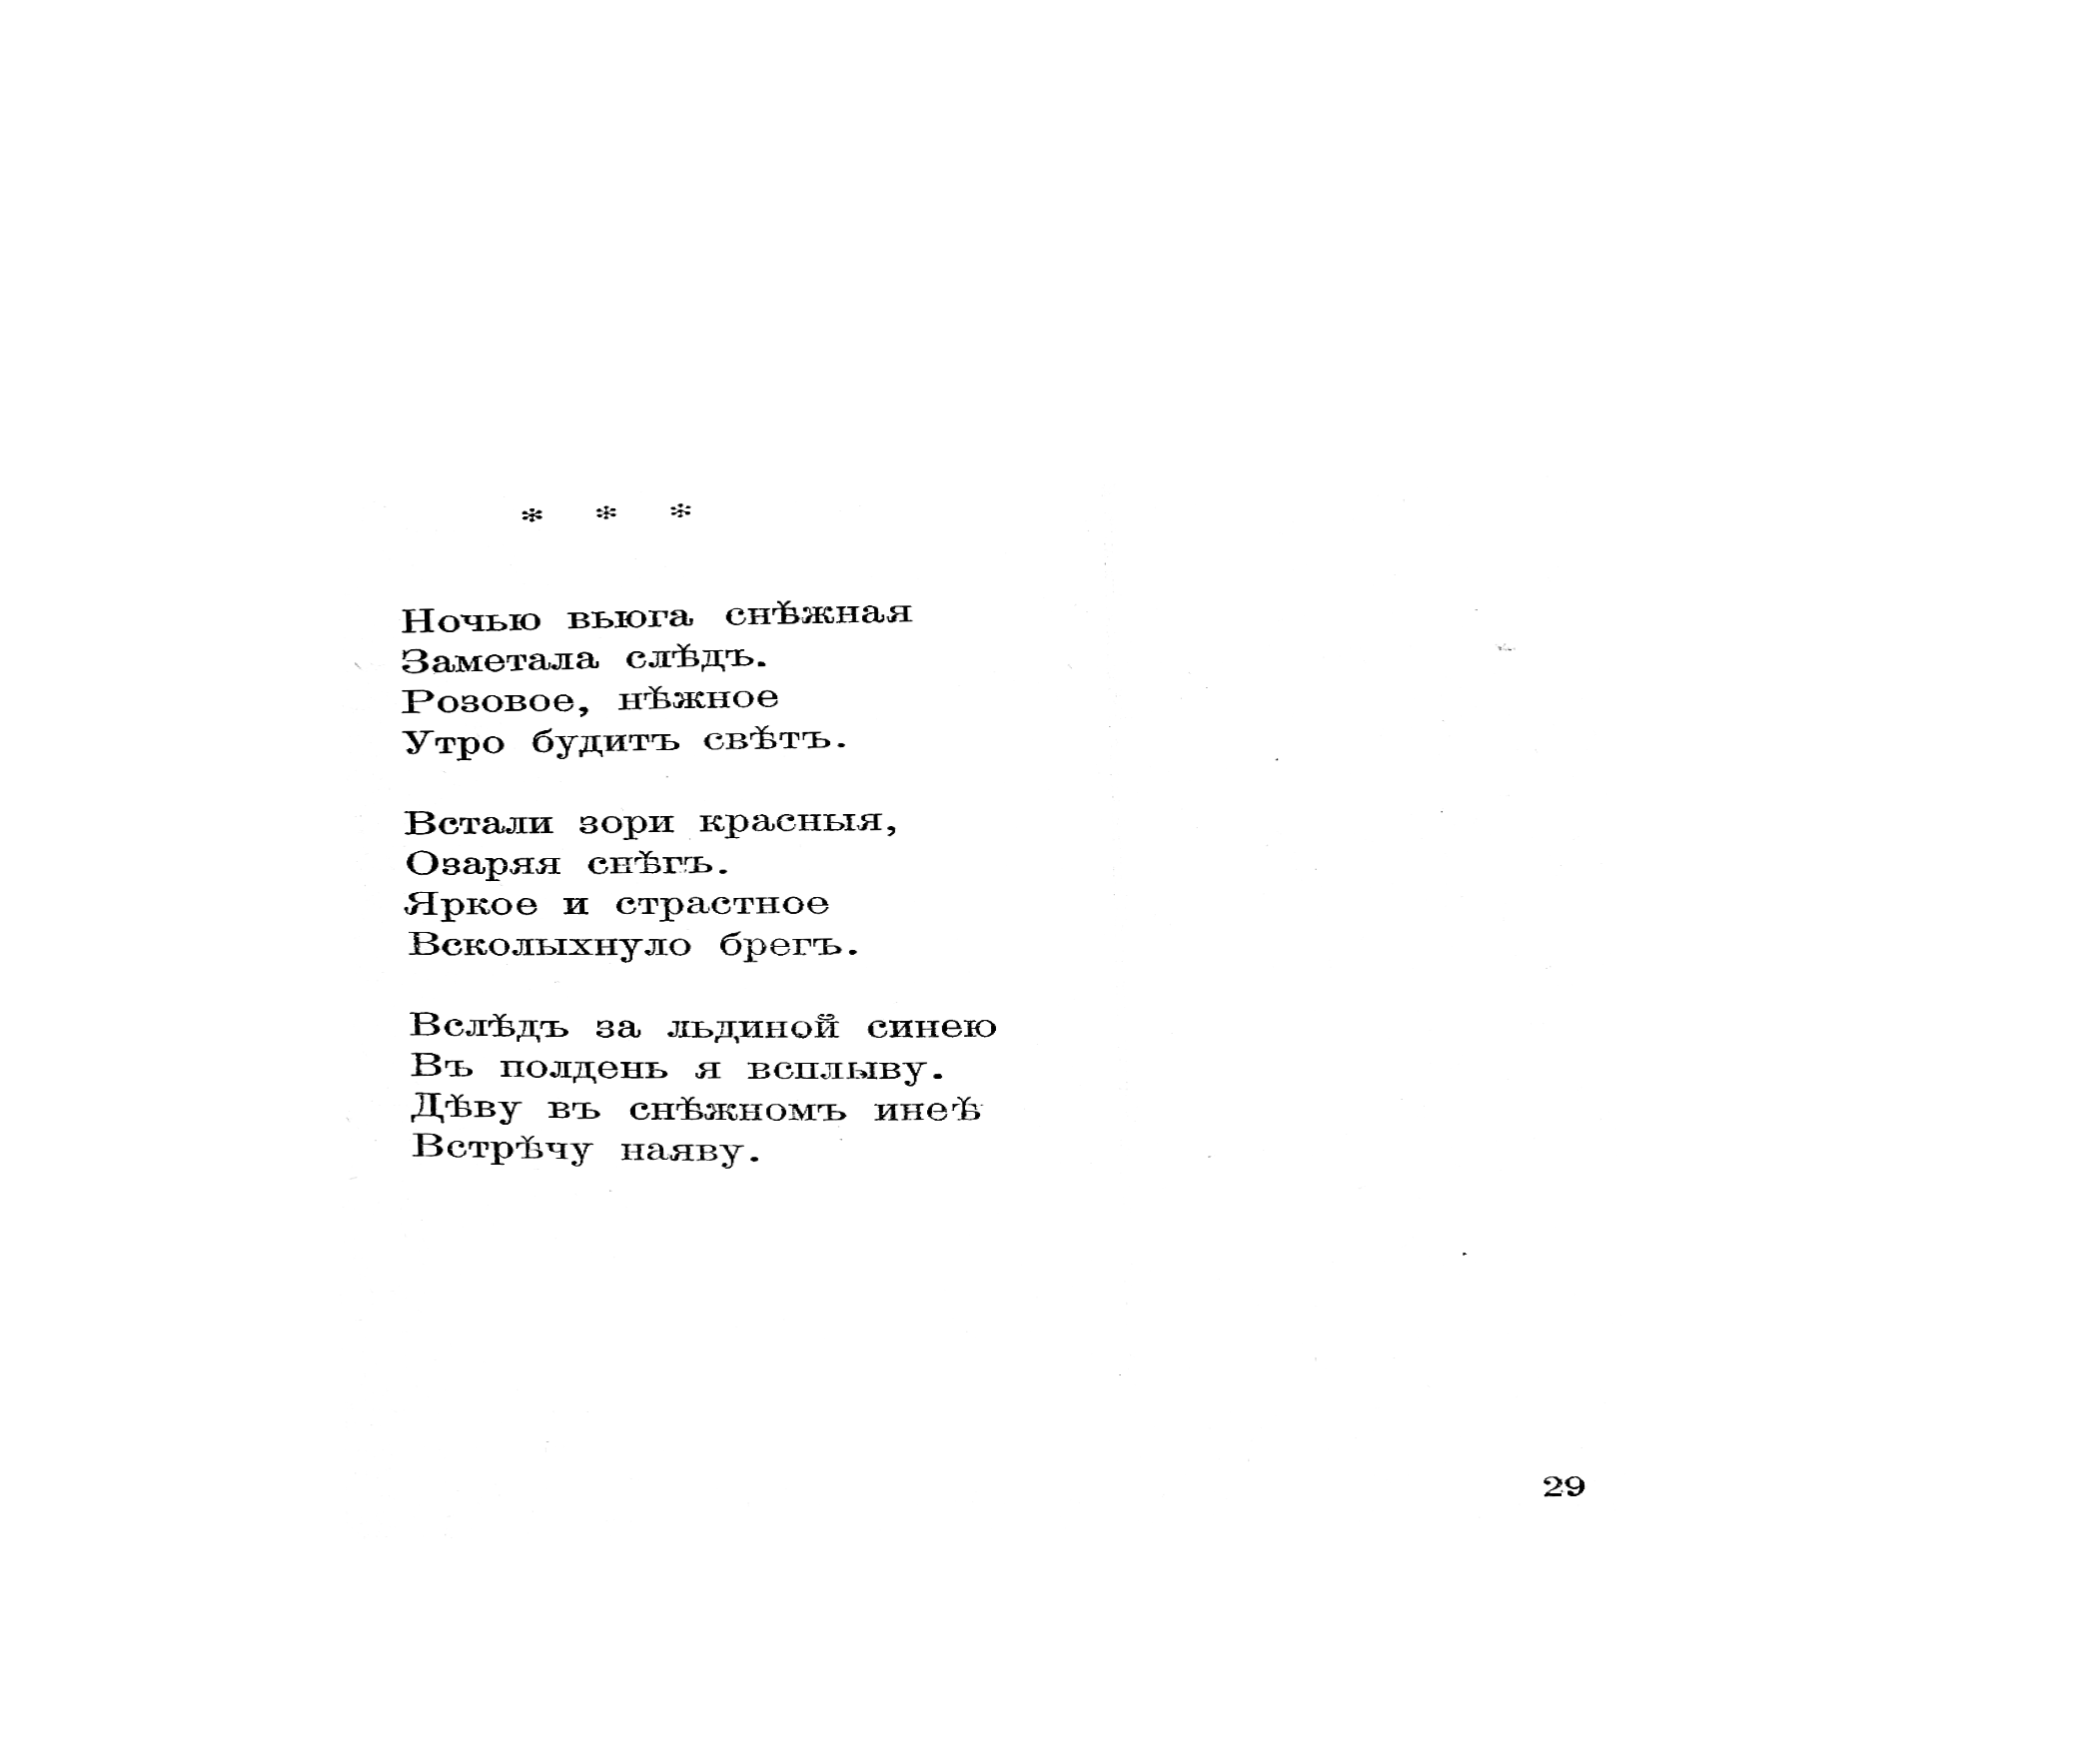 * * *
Ночью вьюга снѣжная
Заметала слѣдъ.
Розовое, нѣжное
Утро будитъ свѣтъ.
Встали зори красныя,
Озаряя снѣгъ.
Яркое и страстное
Всколыхнуло брегъ.
Вслѣдъ за льдиной синею
Въ полдень я всплыву.
Дѣву въ снѣжномъ инеѣ
Встрѣчу наяву.
29